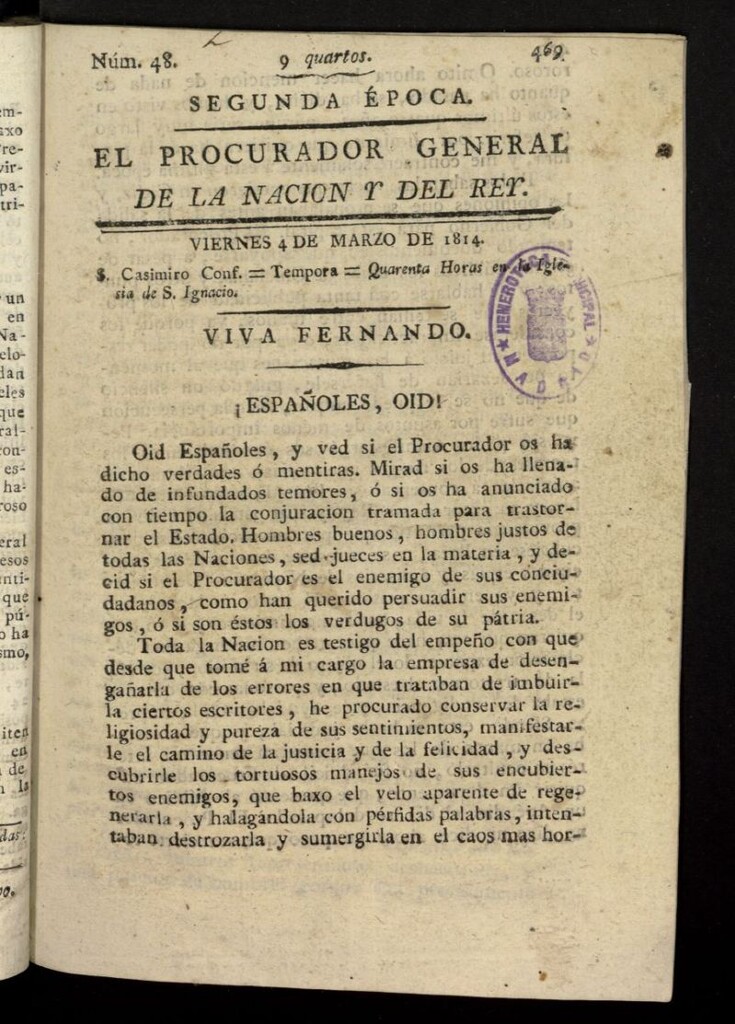 Núm. 48. 9 quartos. 469.
SEGUNDA ÉPOCA.
EL PROCURADOR GENERAL
DE LA NACION Y DEL REY.
VIERNES 4 DE MARZO DE 1814.
S. Casimiro Conf. = Tempora = Quarenta Horas en la Igle-
sia de S. Ignacio.
VIVA FERNANDO.
¡ESPAÑOLES, OID!
Oid Españoles, y ved si el Procurador os ha
dicho verdades ó mentiras. Mirad si os ha llena-
do de infundados temores, ó si os ha anunciado
con tiempo la conjuracion tramada para trastor-
nar el Estado. Hombres buenos, hombres justos de
todas las Naciones, sed jueces en la materia, y de-
cid si el Procurador es el enemigo de sus conciu-
dadanos, como han querido persuadir sus enemi-
gos, ó si son éstos los verdugos de su pátria.
Toda la Nacion es testigo del empeño con que
desde que tomé á mi cargo la empresa de desen-
gañarla de los errores en que trataban de imbuir-
la ciertos escritores, he procurado conservar la re-
ligiosidad y pureza de sus sentimientos, manifestar-
le el camino de la justicia y de la felicidad, y des-
cubrirle los tortuosos manejos de sus encubier-
tos enemigos, que baxo el velo aparente de rege-
nerarla, y halagándola con pérfidas palabras, inten-
taban destrozarla y sumergirla en el caos mas hor-
HEMEROTECA MUNICIPAL
MADRID